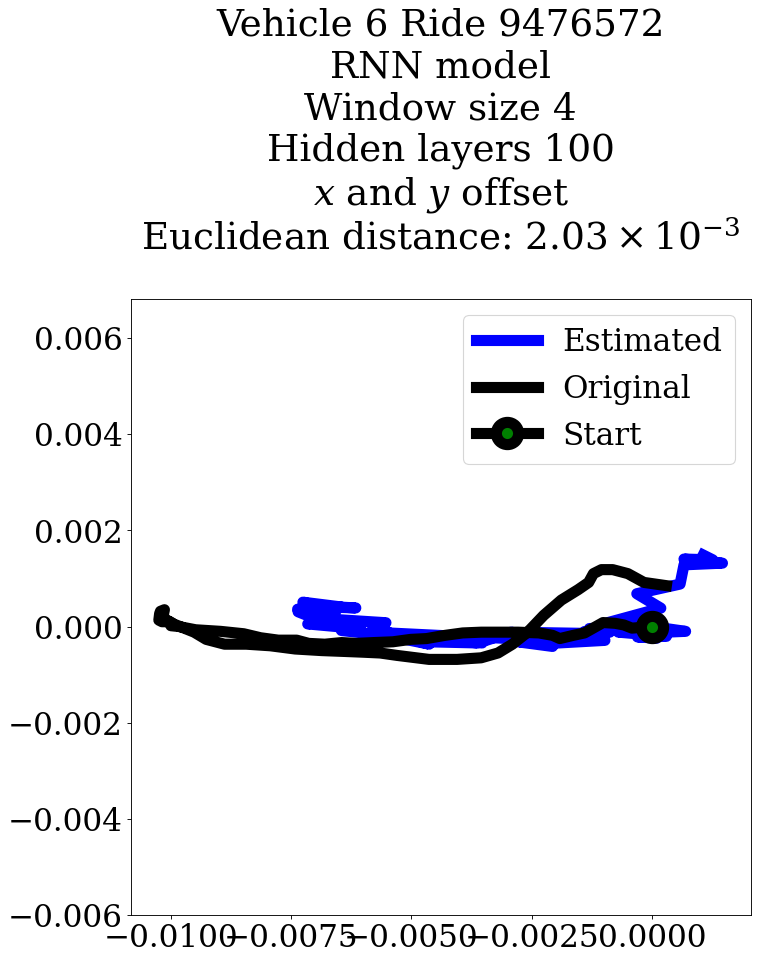 Vehicle 6 Ride 9476572
RNN model
Window size 4
Hidden layers 100
x and y offset
Euclidean distance: 2.03 × 10⁻³
Estimated
Original
Start
0.006
0.004
0.002
0.000
−0.002
−0.004
−0.006
−0.0100 −0.0075 −0.0050 −0.0025 0.0000